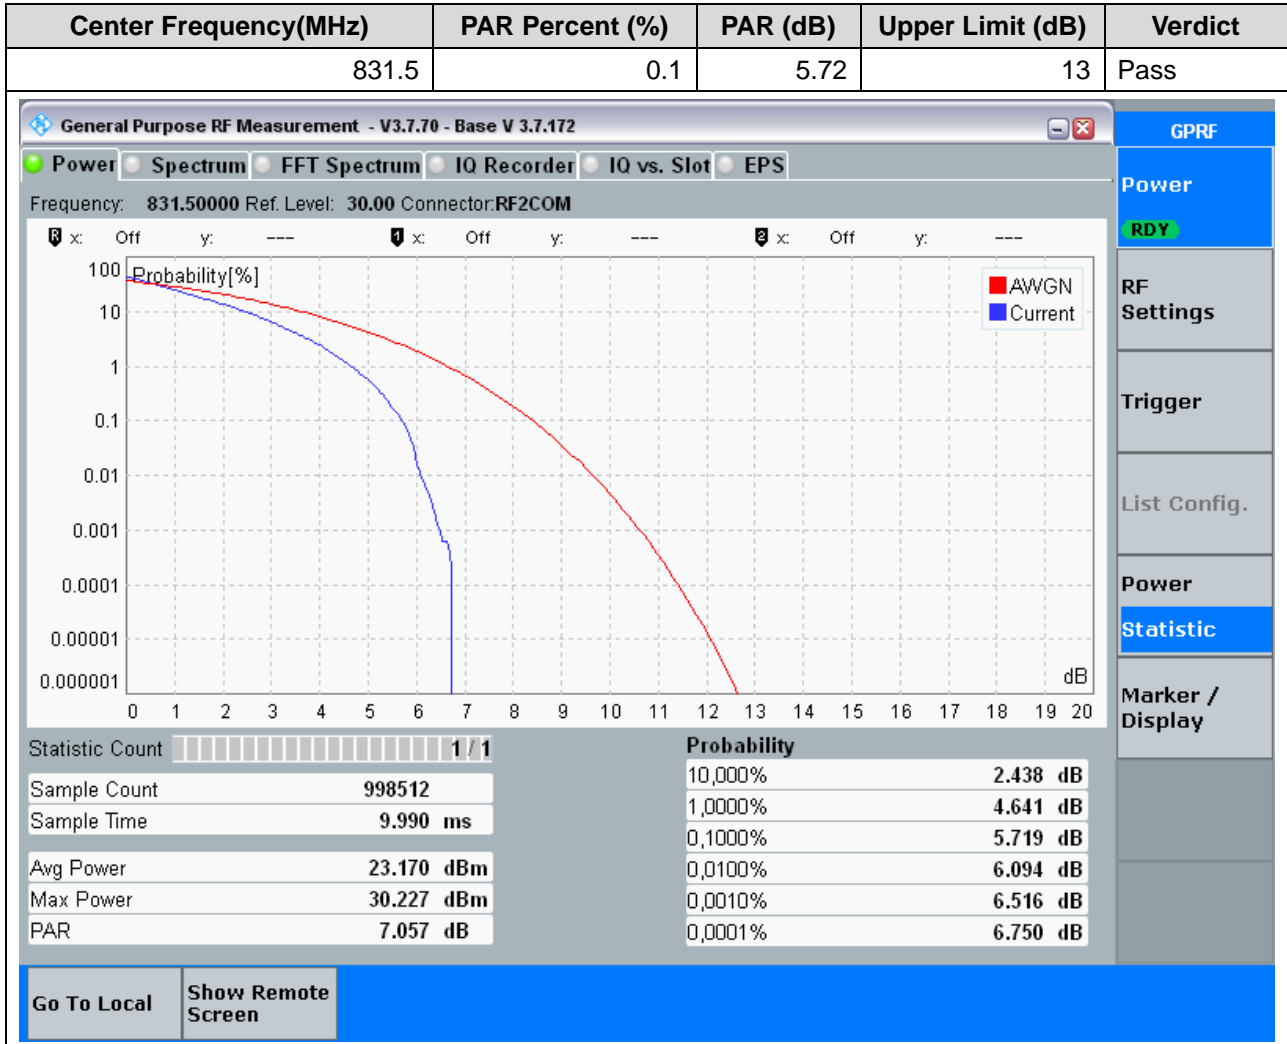 Center Frequency(MHz) PAR Percent (%) PAR (dB) Upper Limit (dB) Verdict
831.5 0.1 5.72 13 Pass
General Purpose RF Measurement - V3.7.70 - Base V 3.7.172
GPRF
Power Spectrum FFT Spectrum IQ Recorder IQ vs. Slot EPS
Frequency: 831.50000 Ref. Level: 30.00 Connector:RF2COM
R x: Off y: --- 1 x: Off y: --- 2 x: Off y: ---
Probability[%]
100
10
1
0.1
0.01
0.001
0.0001
0.00001
0.000001
AWGN
Current
dB
0 1 2 3 4 5 6 7 8 9 10 11 12 13 14 15 16 17 18 19 20
Statistic Count 1 / 1
Sample Count 998512
Sample Time 9.990 ms
Avg Power 23.170 dBm
Max Power 30.227 dBm
PAR 7.057 dB
Probability
10,000% 2.438 dB
1,0000% 4.641 dB
0,1000% 5.719 dB
0,0100% 6.094 dB
0,0010% 6.516 dB
0,0001% 6.750 dB
Power
RDY
RF
Settings
Trigger
List Config.
Power
Statistic
Marker /
Display
Go To Local
Show Remote
Screen